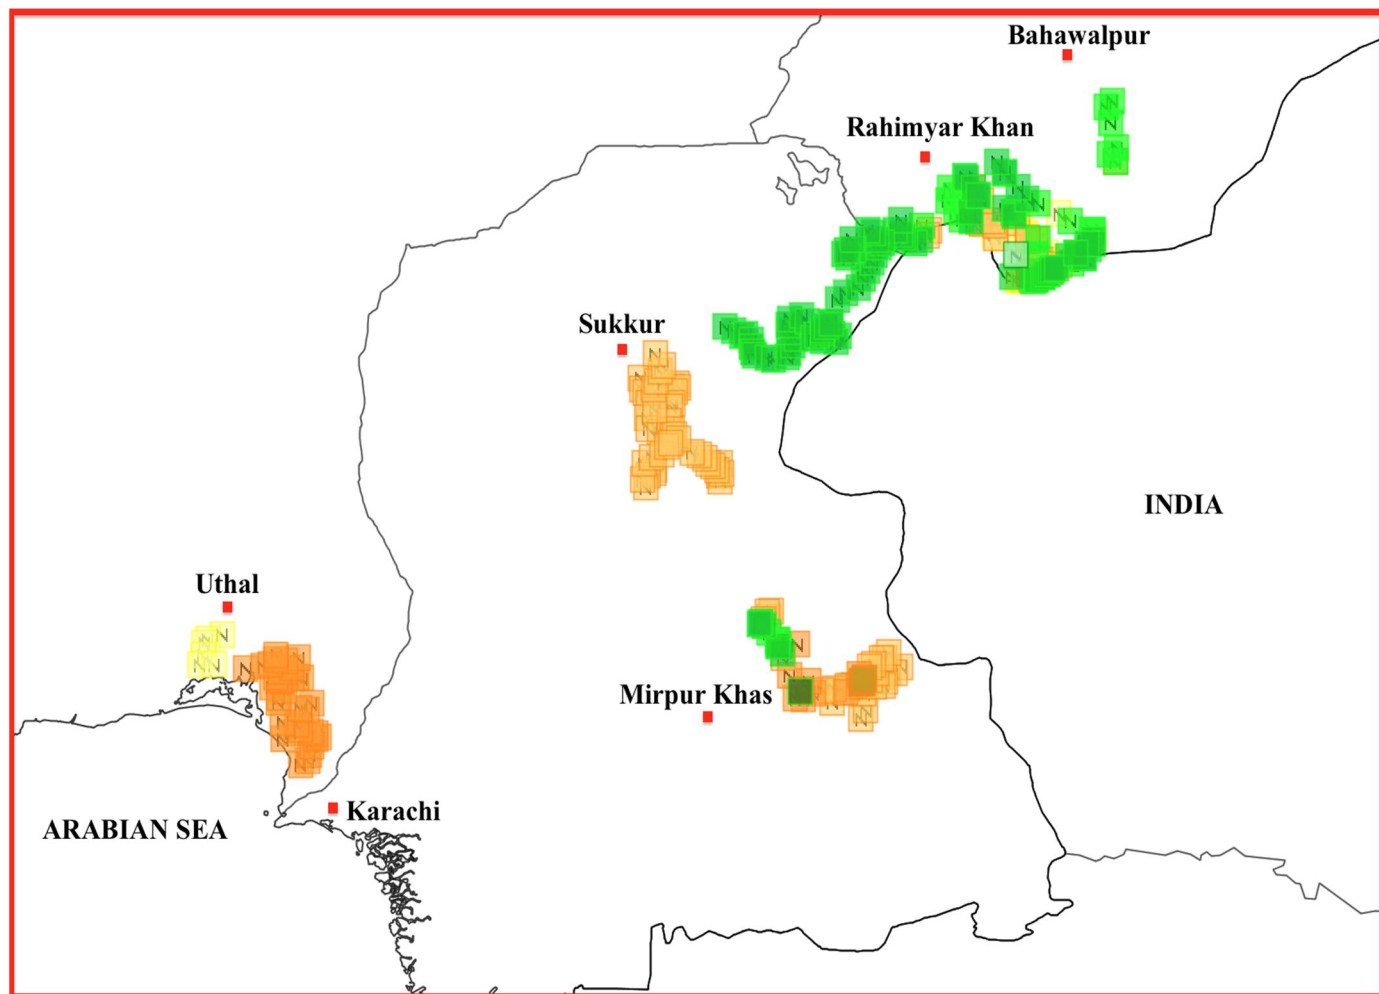 Bahawalpur
Rahimyar Khan
Sukkur
INDIA
Uthal
Mirpur Khas
Karachi
ARABIAN SEA